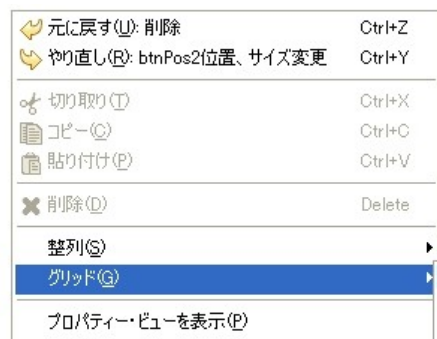 元に戻す(U): 削除 Ctrl+Z
やり直し(R): btnPos2位置、サイズ変更 Ctrl+Y
切り取り(T) Ctrl+X
コピー(C) Ctrl+C
貼り付け(P) Ctrl+V
削除(D) Delete
整列(S)
グリッド(G)
プロパティー・ビューを表示(P)